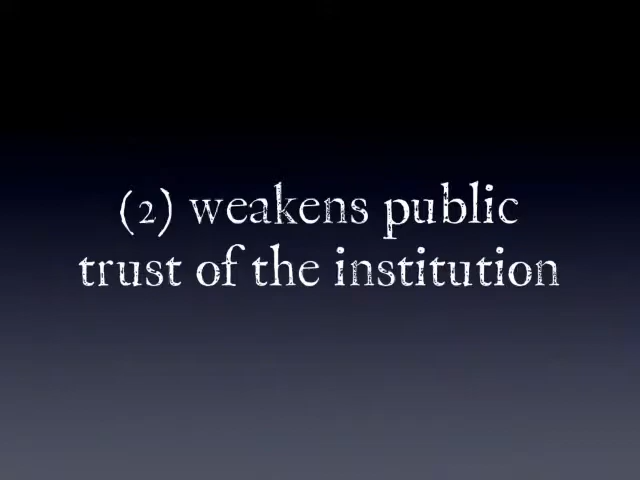 (2) weakens public
trust of the institution